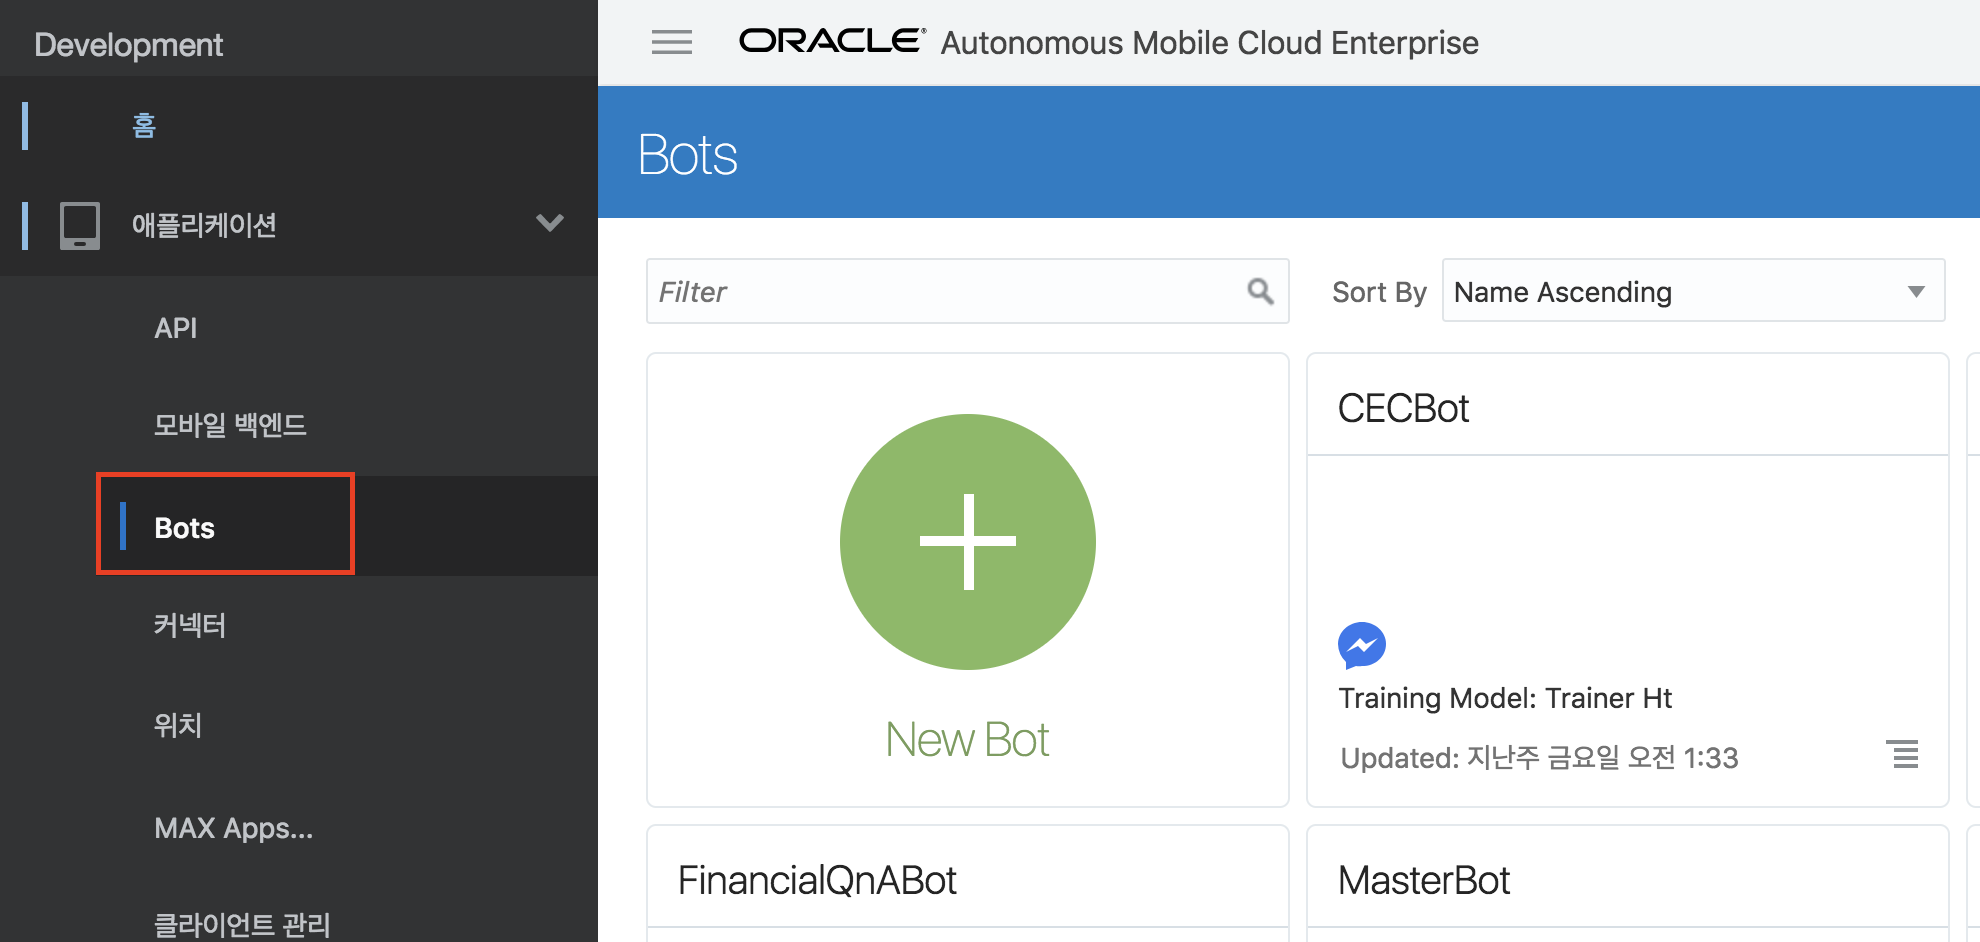 Development
홈
애플리케이션
API
모바일 백엔드
Bots
커넥터
위치
MAX Apps...
클라이언트 관리
ORACLE® Autonomous Mobile Cloud Enterprise
Bots
Filter
Sort By Name Ascending
New Bot
CECBot
Training Model: Trainer Ht
Updated: 지난주 금요일 오전 1:33
FinancialQnABot
MasterBot